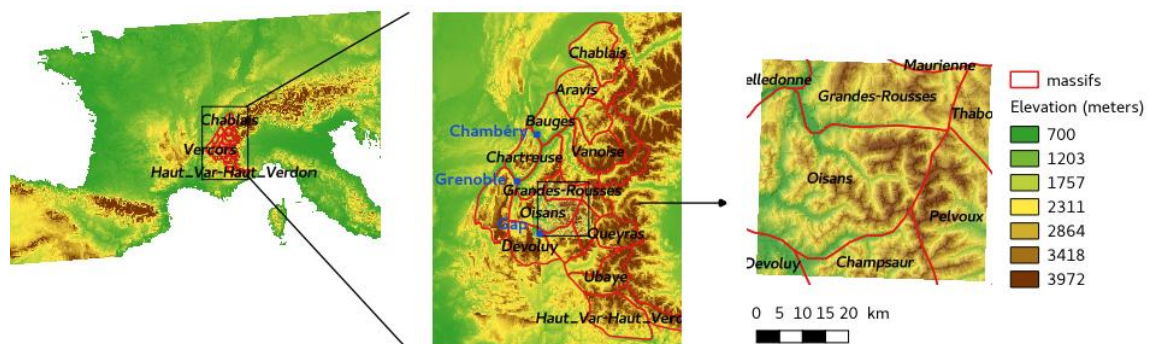 Chablais
Vercors
Haut_Var-Haut_Verdon
Chablais
Aravis
Bauges
Chambéry
Chartreuse
Vanoise
Grenoble
Grandes-Rousses
Oisans
Gap
Queyras
Devoluy
Ubaye
Haut_Var-Haut_Verd
elledonne
Maurienne
Grandes-Rousses
Thabo
Oisans
Pelvoux
Devoluy
Champsaur
massifs
Elevation (meters)
700
1203
1757
2311
2864
3418
3972
0 5 10 15 20 km